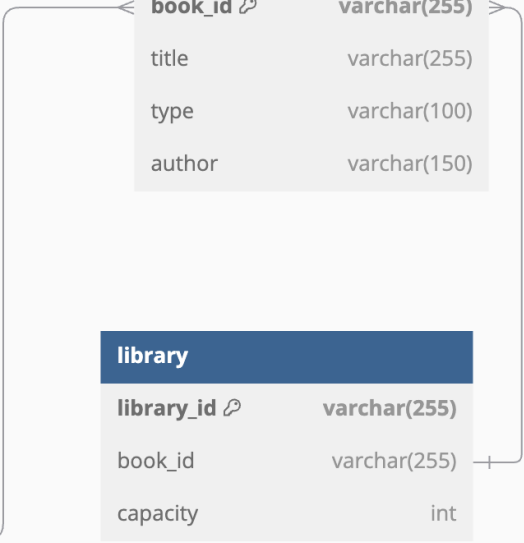 book_id varchar(255)
title varchar(255)
type varchar(100)
author varchar(150)
library
library_id varchar(255)
book_id varchar(255)
capacity int